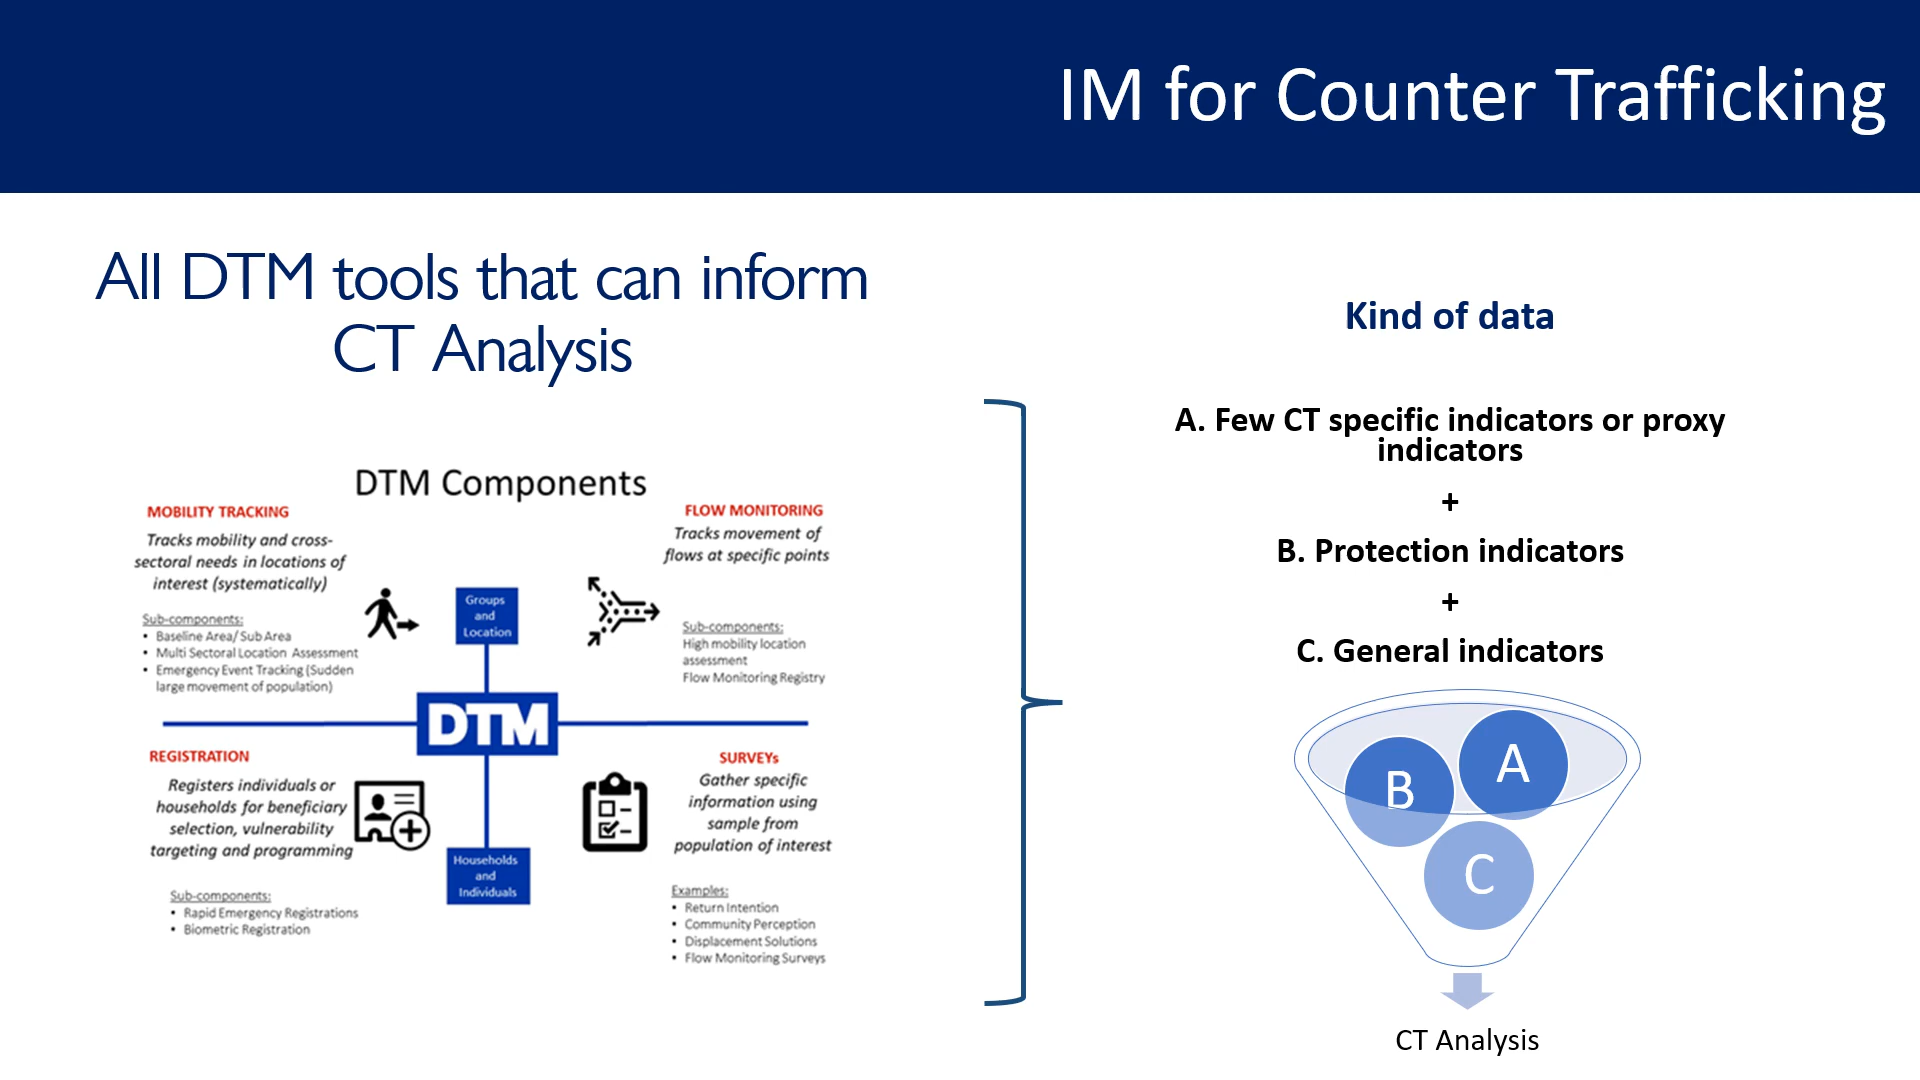 IM for Counter Trafficking
All DTM tools that can inform
CT Analysis
DTM Components
MOBILITY TRACKING
Tracks mobility and cross-
sectoral needs in locations of
interest (systematically)
Sub-components:
• Baseline Area/ Sub Area
• Multi Sectoral Location Assessment
• Emergency Event Tracking (Sudden
large movement of population)
Groups
and
Location
FLOW MONITORING
Tracks movement of
flows at specific points
Sub-components:
High mobility location
assessment
Flow Monitoring Registry
DTM
REGISTRATION
Registers individuals or
households for beneficiary
selection, vulnerability
targeting and programming
Sub-components:
• Rapid Emergency Registrations
• Biometric Registration
Households
and
Individuals
SURVEYs
Gather specific
information using
sample from
population of interest
Examples:
• Return Intention
• Community Perception
• Displacement Solutions
• Flow Monitoring Surveys
Kind of data
A. Few CT specific indicators or proxy
indicators
+
B. Protection indicators
+
C. General indicators
A
B
C
CT Analysis